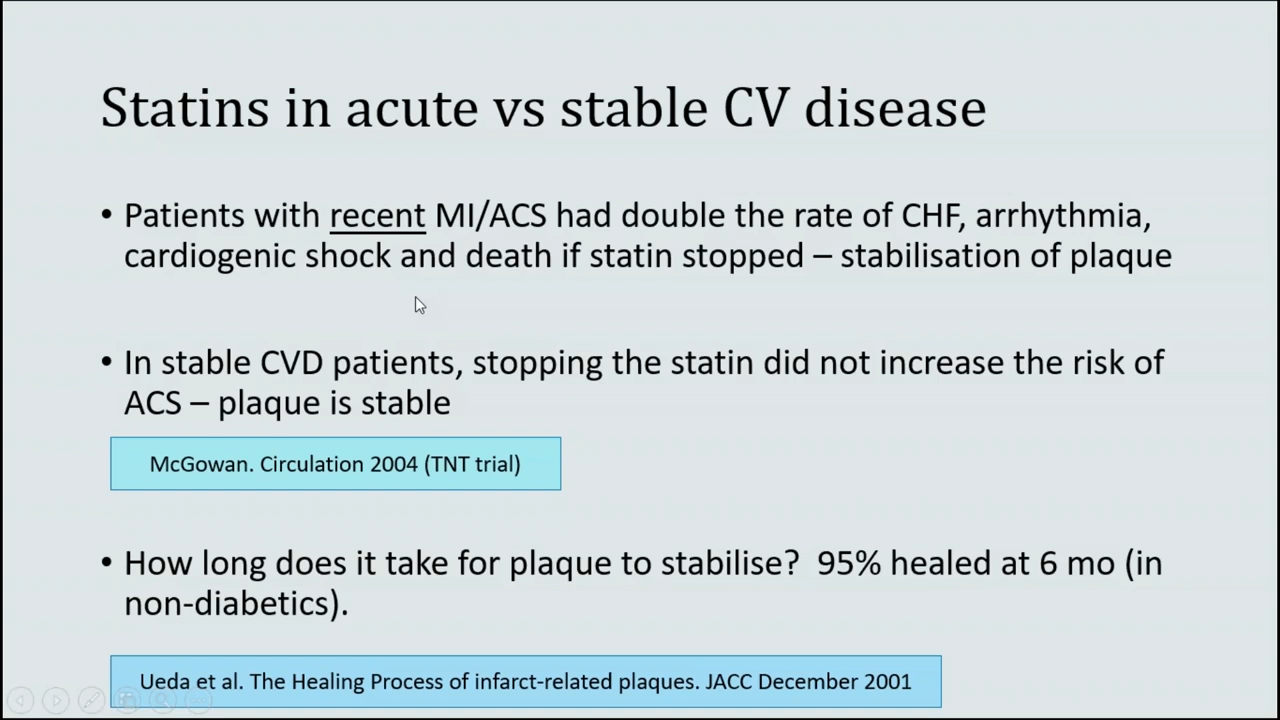 Statins in acute vs stable CV disease
• Patients with recent MI/ACS had double the rate of CHF, arrhythmia,
cardiogenic shock and death if statin stopped – stabilisation of plaque
• In stable CVD patients, stopping the statin did not increase the risk of
ACS – plaque is stable
McGowan. Circulation 2004 (TNT trial)
• How long does it take for plaque to stabilise?  95% healed at 6 mo (in
non-diabetics).
Ueda et al. The Healing Process of infarct-related plaques. JACC December 2001